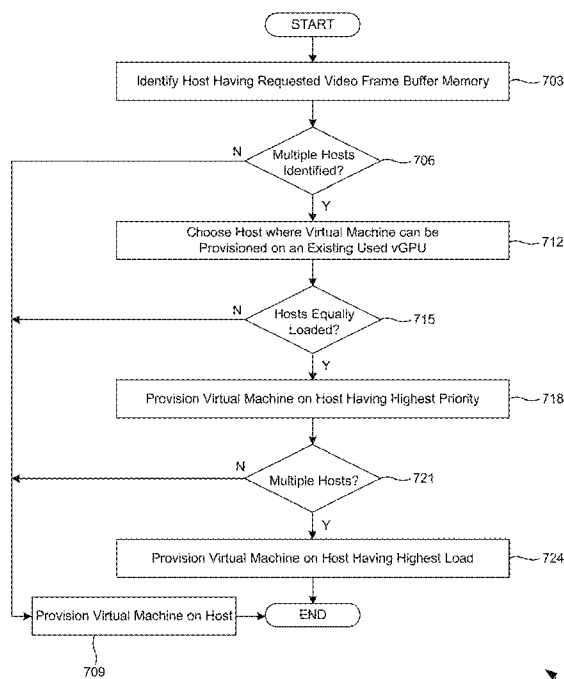 START
Identify Host Having Requested Video Frame Buffer Memory
703
N
Multiple Hosts
Identified?
706
Y
Choose Host where Virtual Machine can be
Provisioned on an Existing Used vGPU
712
N
Hosts Equally
Loaded?
715
Y
Provision Virtual Machine on Host Having Highest Priority
718
N
Multiple Hosts?
721
Y
Provision Virtual Machine on Host Having Highest Load
724
Provision Virtual Machine on Host
END
709